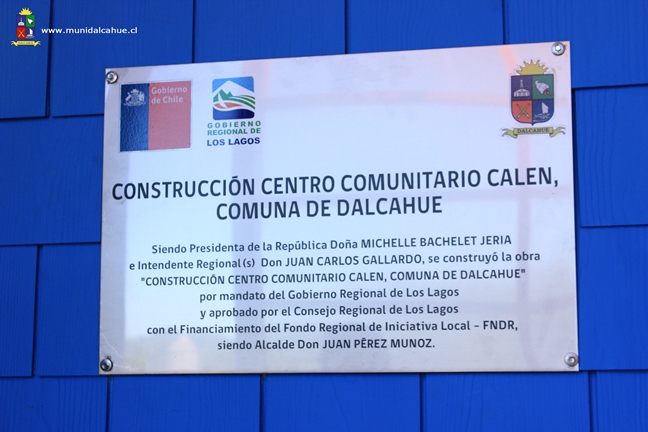 www.munidalcahue.cl
Gobierno
de Chile
GOBIERNO
REGIONAL DE
LOS LAGOS
DALCAHUE
CONSTRUCCIÓN CENTRO COMUNITARIO CALEN,
COMUNA DE DALCAHUE
Siendo Presidenta de la República Doña MICHELLE BACHELET JERIA
e Intendente Regional(s) Don JUAN CARLOS GALLARDO, se construyó la obra
"CONSTRUCCIÓN CENTRO COMUNITARIO CALEN, COMUNA DE DALCAHUE"
por mandato del Gobierno Regional de Los Lagos
y aprobado por el Consejo Regional de Los Lagos
con el Financiamiento del Fondo Regional de Iniciativa Local - FNDR,
siendo Alcalde Don JUAN PÉREZ MUNOZ.